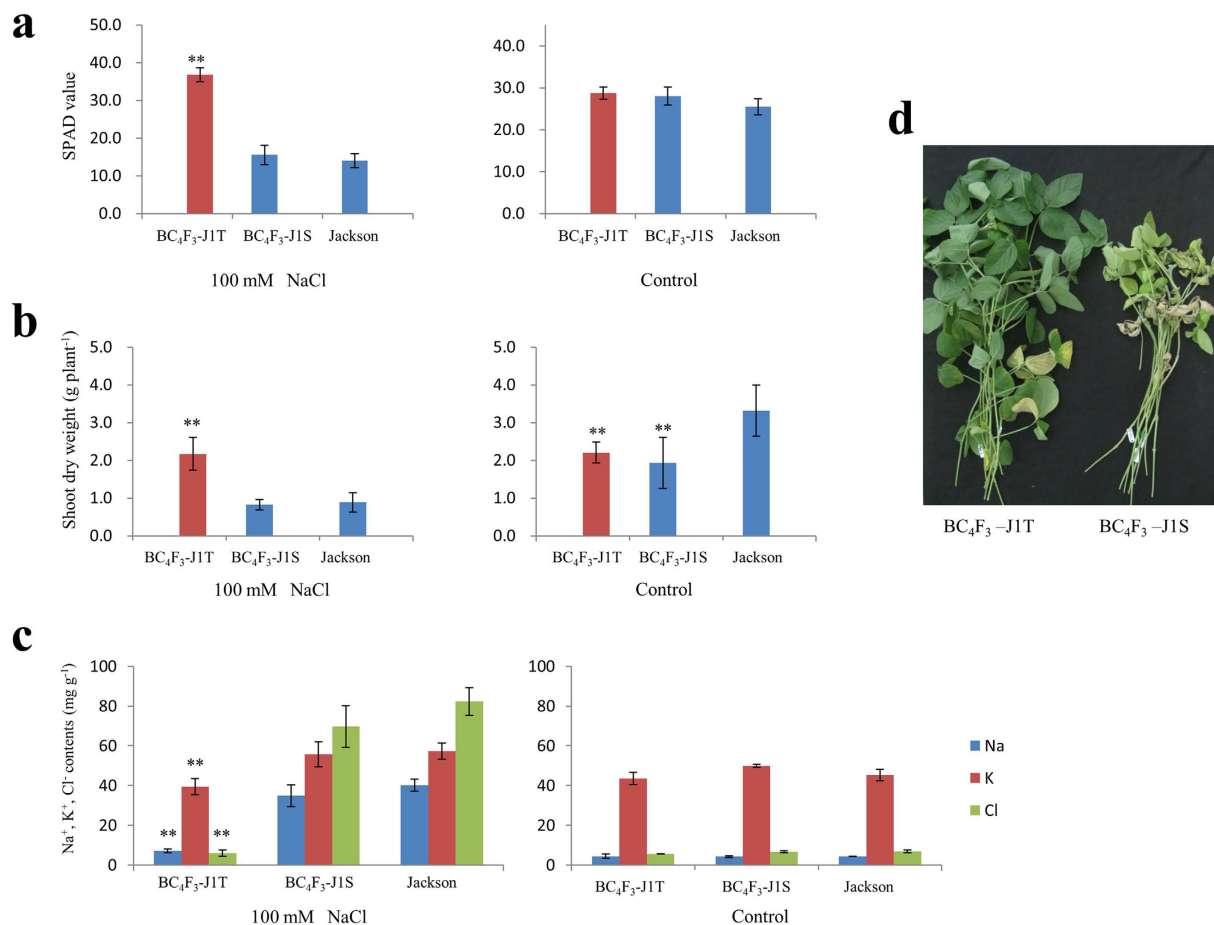 a
SPAD value
50.0
40.0
30.0
20.0
10.0
0.0
**
BC₄F₃-J1T BC₄F₃-J1S Jackson
100 mM NaCl
40.0
30.0
20.0
10.0
0.0
BC₄F₃-J1T BC₄F₃-J1S Jackson
Control
b
Shoot dry weight (g plant⁻¹)
5.0
4.0
3.0
2.0
1.0
0.0
**
BC₄F₃-J1T BC₄F₃-J1S Jackson
100 mM NaCl
5.0
4.0
3.0
2.0
1.0
0.0
** **
BC₄F₃-J1T BC₄F₃-J1S Jackson
Control
c
Na⁺, K⁺, Cl⁻ contents (mg g⁻¹)
100
80
60
40
20
0
** ** **
BC₄F₃-J1T BC₄F₃-J1S Jackson
100 mM NaCl
100
80
60
40
20
0
BC₄F₃-J1T BC₄F₃-J1S Jackson
Control
Na
K
Cl
d
BC₄F₃ –J1T BC₄F₃ –J1S